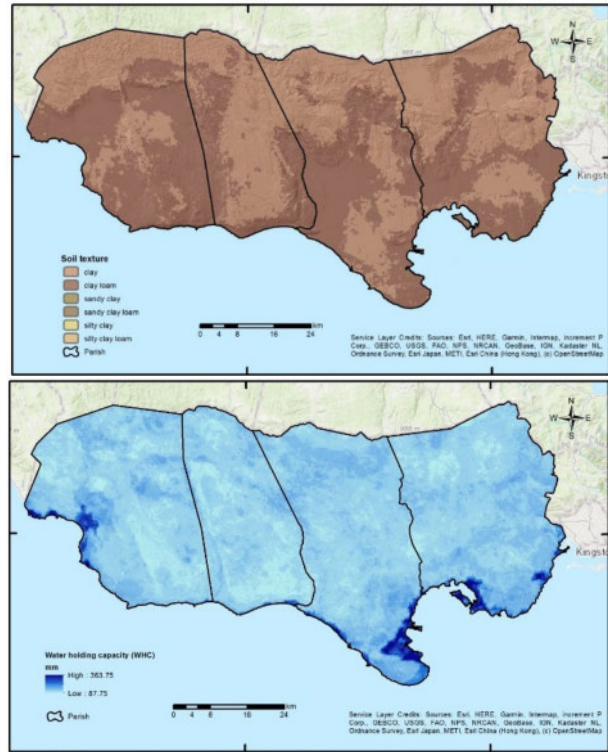 N
W E
S
Kingst
Soil texture
clay
clay loam
sandy clay
sandy clay loam
silty clay
silty clay loam
Parish
km
0 4 8 12 16 20 24
Service Layer Credits: Sources: Esri, HERE, Garmin, Intermap, increment P
Corp., GEBCO, USGS, FAO, NPS, NRCAN, GeoBase, IGN, Kadaster NL,
Ordnance Survey, Esri Japan, METI, Esri China (Hong Kong), (c) OpenStreetMap
N
W E
S
Kingston
Water holding capacity (WHC)
mm
High : 363.75
Low : 87.75
Parish
km
0 4 8 12 16 20 24
Service Layer Credits: Sources: Esri, HERE, Garmin, Intermap, increment P
Corp., GEBCO, USGS, FAO, NPS, NRCAN, GeoBase, IGN, Kadaster NL,
Ordnance Survey, Esri Japan, METI, Esri China (Hong Kong), (c) OpenStreetMap